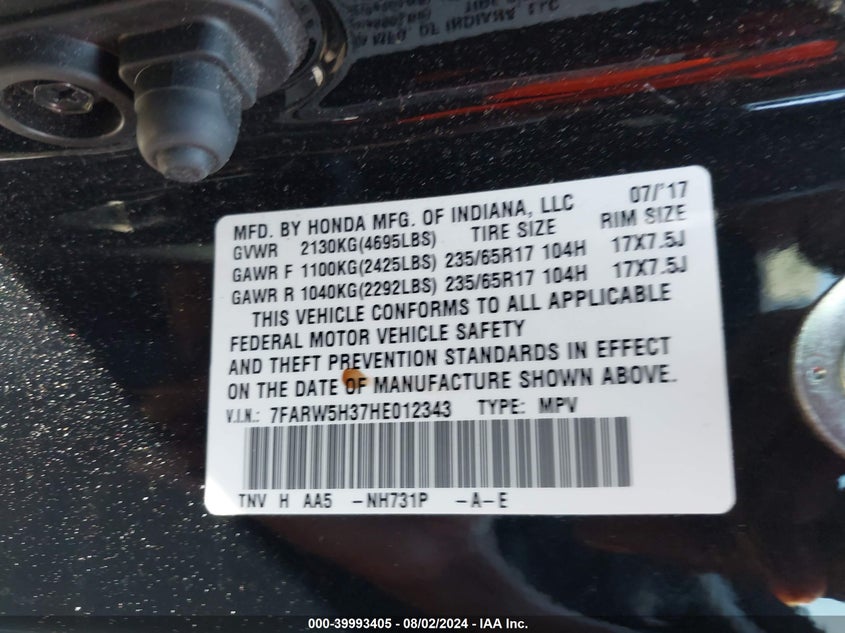 MFD. BY HONDA MFG. OF INDIANA, LLC 07/'17
GVWR 2130KG(4695LBS) TIRE SIZE RIM SIZE
GAWR F 1100KG(2425LBS) 235/65R17 104H 17X7.5J
GAWR R 1040KG(2292LBS) 235/65R17 104H 17X7.5J
THIS VEHICLE CONFORMS TO ALL APPLICABLE
FEDERAL MOTOR VEHICLE SAFETY
AND THEFT PREVENTION STANDARDS IN EFFECT
ON THE DATE OF MANUFACTURE SHOWN ABOVE.
V.I.N.: 7FARW5H37HE012343 TYPE: MPV
TNV H AA5 -NH731P -A-E
000-39993405 - 08/02/2024 - IAA Inc.